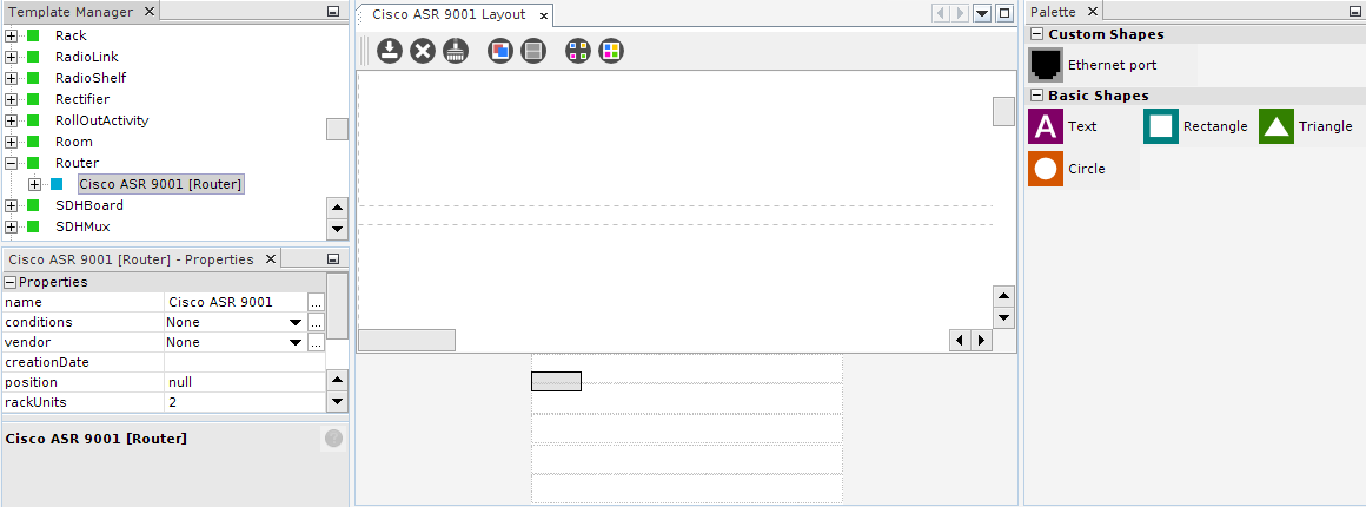 Template Manager
Rack
RadioLink
RadioShelf
Rectifier
RollOutActivity
Room
Router
Cisco ASR 9001 [Router]
SDHBoard
SDHMux
Cisco ASR 9001 [Router] - Properties
Properties
name Cisco ASR 9001 ...
conditions None ...
vendor None ...
creationDate
position null
rackUnits 2
Cisco ASR 9001 [Router]
?
Cisco ASR 9001 Layout
Palette
Custom Shapes
Ethernet port
Basic Shapes
A Text Rectangle Triangle
Circle